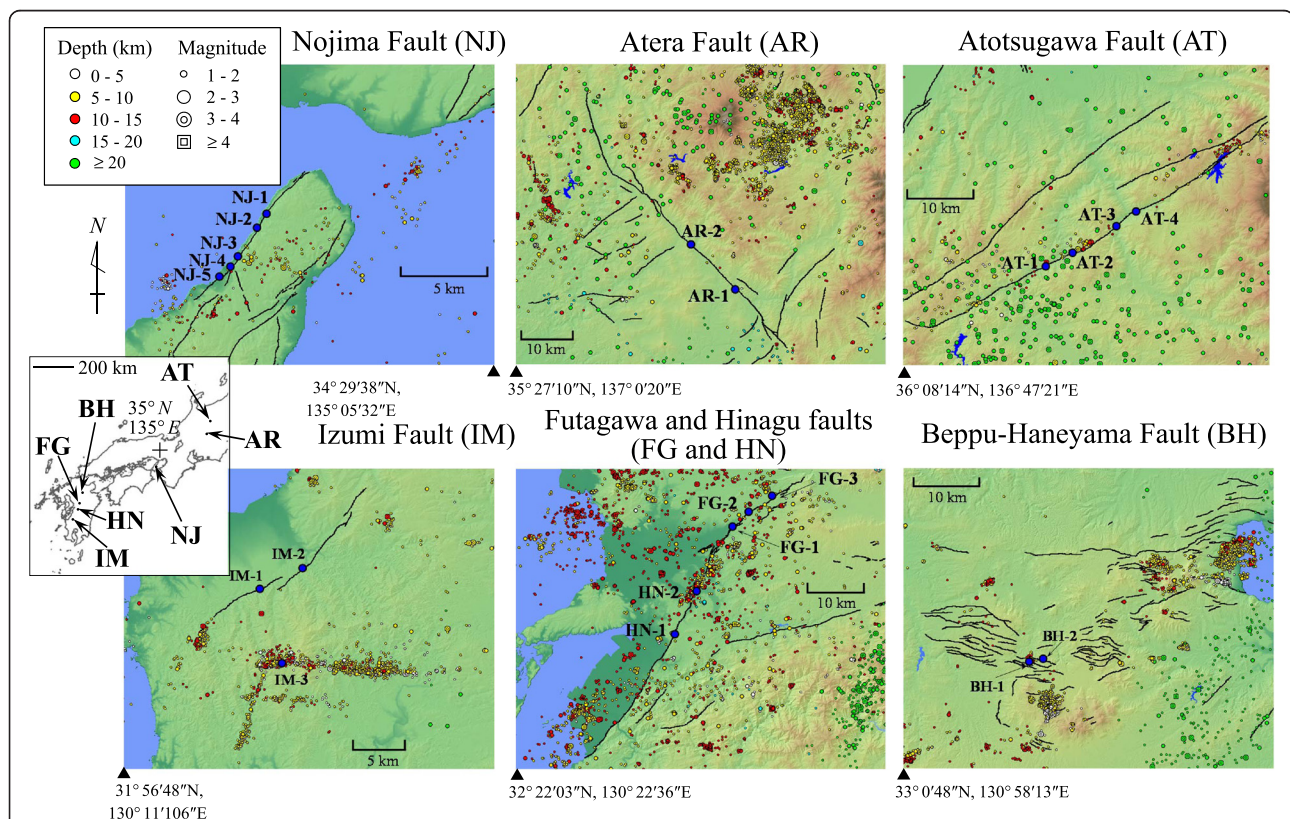 Nojima Fault (NJ)
Atera Fault (AR)
Atotsugawa Fault (AT)
Depth (km)
Magnitude
0 - 5
1 - 2
5 - 10
2 - 3
10 - 15
3 - 4
15 - 20
≥ 4
≥ 20
N
NJ-1
NJ-2
NJ-3
NJ-4
NJ-5
5 km
AR-2
AR-1
10 km
10 km
AT-3
AT-4
AT-1
AT-2
34° 29′38″N,
135° 05′32″E
35° 27′10″N, 137° 0′20″E
36° 08′14″N, 136° 47′21″E
200 km
AT
BH
35° N
135° E
FG
AR
HN
NJ
IM
Izumi Fault (IM)
Futagawa and Hinagu faults
(FG and HN)
Beppu-Haneyama Fault (BH)
IM-2
IM-1
IM-3
5 km
FG-3
FG-2
FG-1
HN-2
HN-1
10 km
10 km
BH-2
BH-1
31° 56′48″N,
130° 11′106″E
32° 22′03″N, 130° 22′36″E
33° 0′48″N, 130° 58′13″E